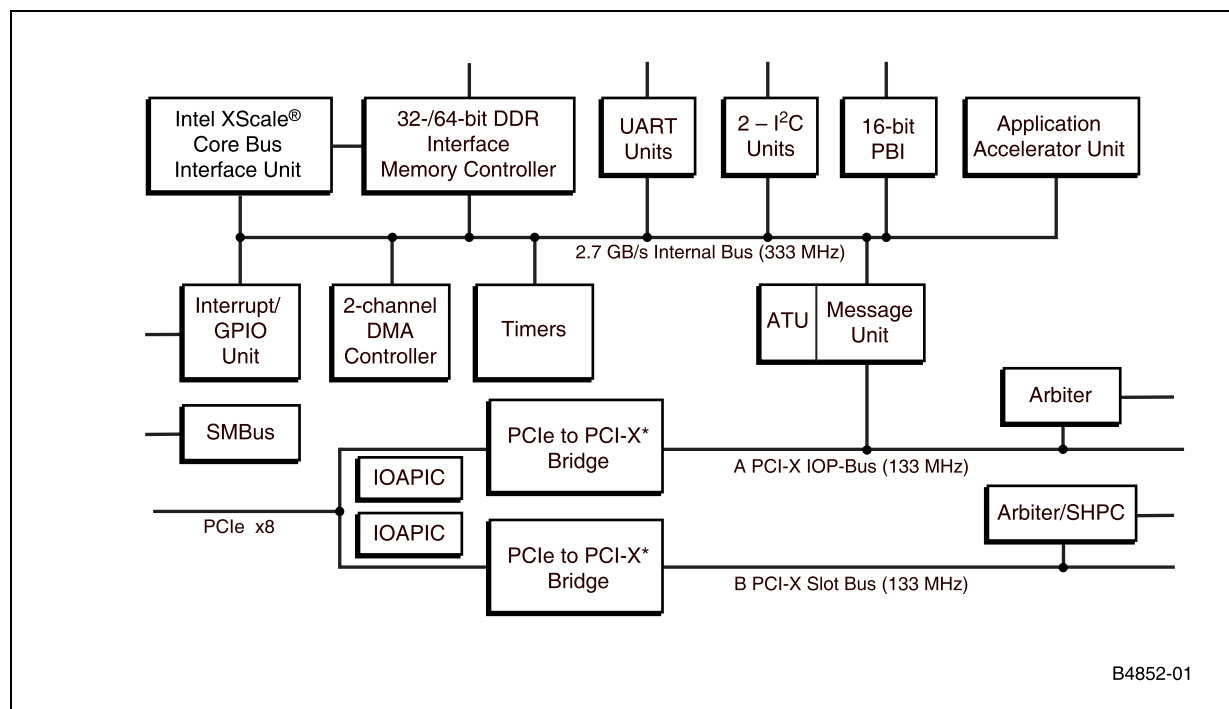 Intel XScale®
Core Bus
Interface Unit
32-/64-bit DDR
Interface
Memory Controller
UART
Units
2 – I²C
Units
16-bit
PBI
Application
Accelerator Unit
2.7 GB/s Internal Bus (333 MHz)
Interrupt/
GPIO
Unit
2-channel
DMA
Controller
Timers
ATU
Message
Unit
Arbiter
SMBus
PCIe to PCI-X*
Bridge
A PCI-X IOP-Bus (133 MHz)
IOAPIC
PCIe x8
IOAPIC
Arbiter/SHPC
PCIe to PCI-X*
Bridge
B PCI-X Slot Bus (133 MHz)
B4852-01